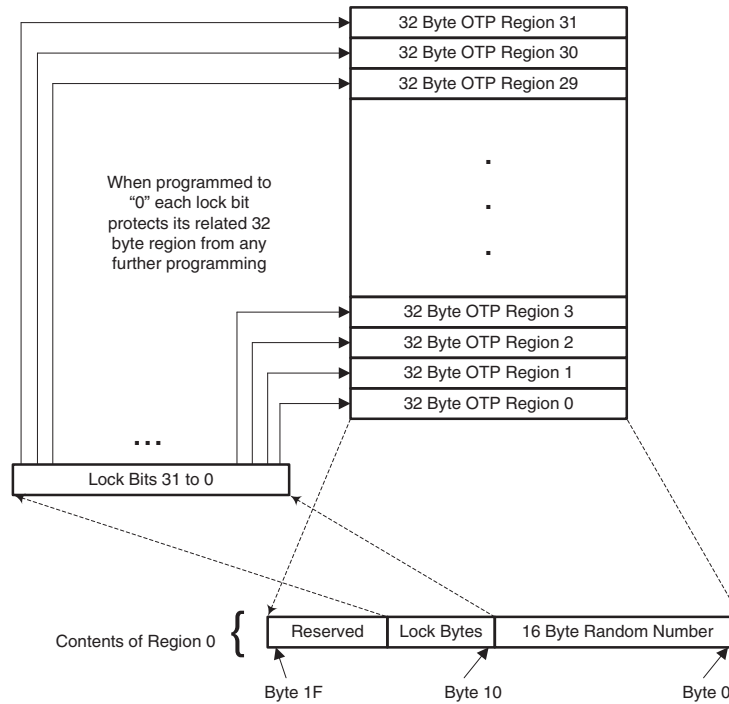 32 Byte OTP Region 31
32 Byte OTP Region 30
32 Byte OTP Region 29
When programmed to
“0” each lock bit
protects its related 32
byte region from any
further programming
.
.
.
32 Byte OTP Region 3
32 Byte OTP Region 2
32 Byte OTP Region 1
32 Byte OTP Region 0
...
Lock Bits 31 to 0
Contents of Region 0 {
Reserved
Lock Bytes
16 Byte Random Number
Byte 1F
Byte 10
Byte 0